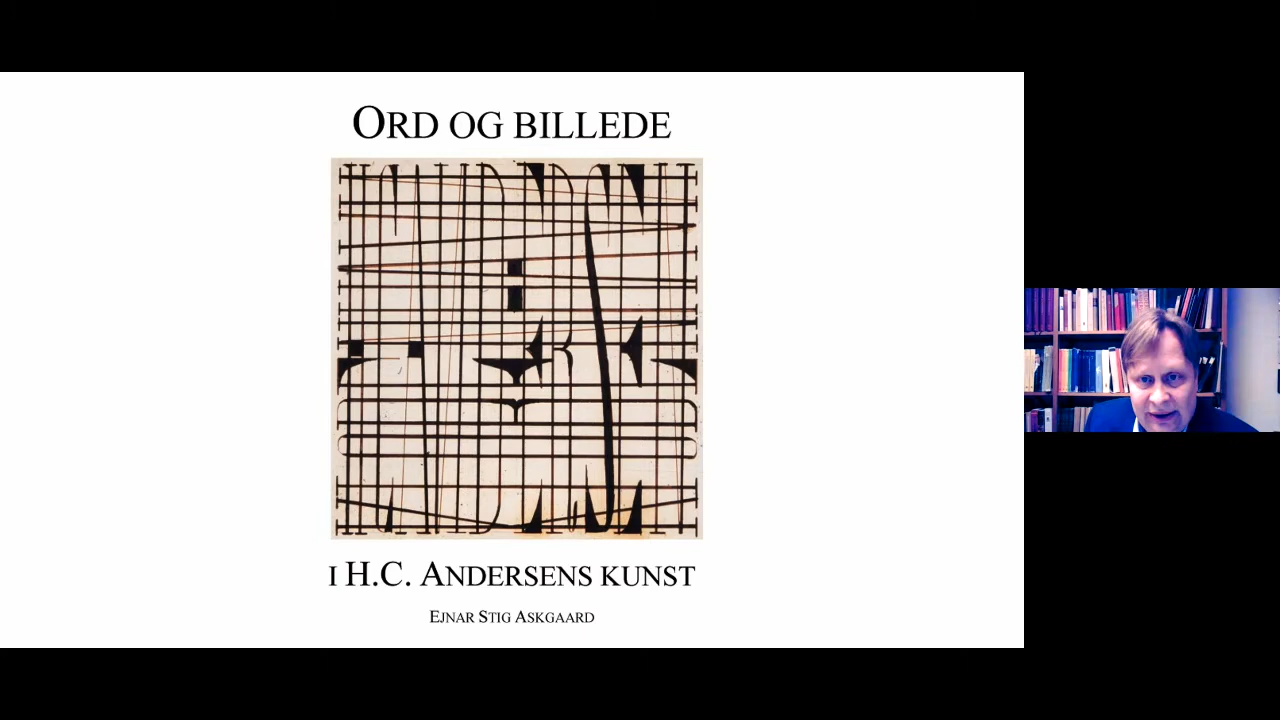 ORD OG BILLEDE
I H.C. ANDERSENS KUNST
EJNAR STIG ASKGAARD